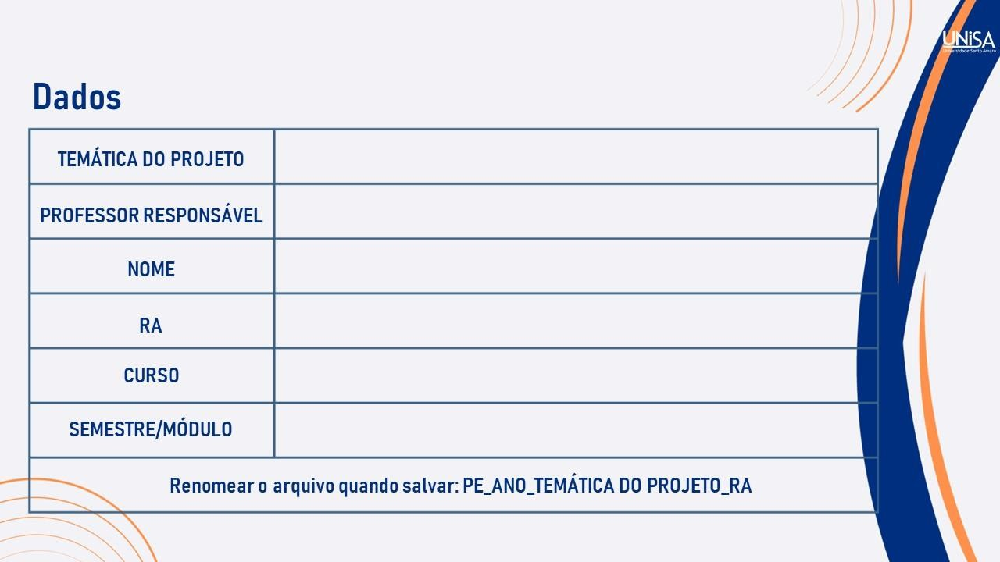 UNiSA
Universidade Santo Amaro
Dados
TEMÁTICA DO PROJETO
PROFESSOR RESPONSÁVEL
NOME
RA
CURSO
SEMESTRE/MÓDULO
Renomear o arquivo quando salvar: PE_ANO_TEMÁTICA DO PROJETO_RA